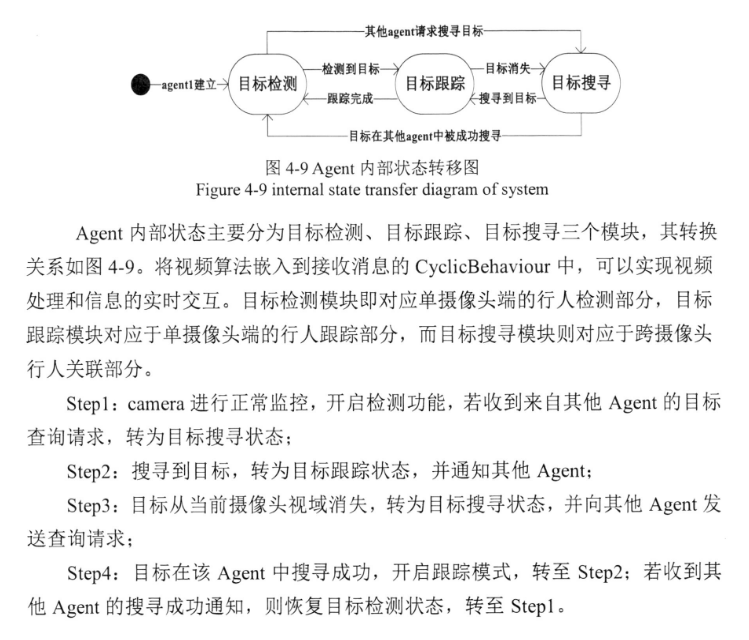 其他agent请求搜寻目标
agent1建立
目标检测
检测到目标
跟踪完成
目标跟踪
目标消失
搜寻到目标
目标搜寻
目标在其他agent中被成功搜寻
图 4-9 Agent 内部状态转移图
Figure 4-9 internal state transfer diagram of system
Agent 内部状态主要分为目标检测、目标跟踪、目标搜寻三个模块，其转换
关系如图 4-9。将视频算法嵌入到接收消息的 CyclicBehaviour 中，可以实现视频
处理和信息的实时交互。目标检测模块即对应单摄像头端的行人检测部分，目标
跟踪模块对应于单摄像头端的行人跟踪部分，而目标搜寻模块则对应于跨摄像头
行人关联部分。
Step1：camera 进行正常监控，开启检测功能，若收到来自其他 Agent 的目标
查询请求，转为目标搜寻状态；
Step2：搜寻到目标，转为目标跟踪状态，并通知其他 Agent；
Step3：目标从当前摄像头视域消失，转为目标搜寻状态，并向其他 Agent 发
送查询请求；
Step4：目标在该 Agent 中搜寻成功，开启跟踪模式，转至 Step2；若收到其
他 Agent 的搜寻成功通知，则恢复目标检测状态，转至 Step1。